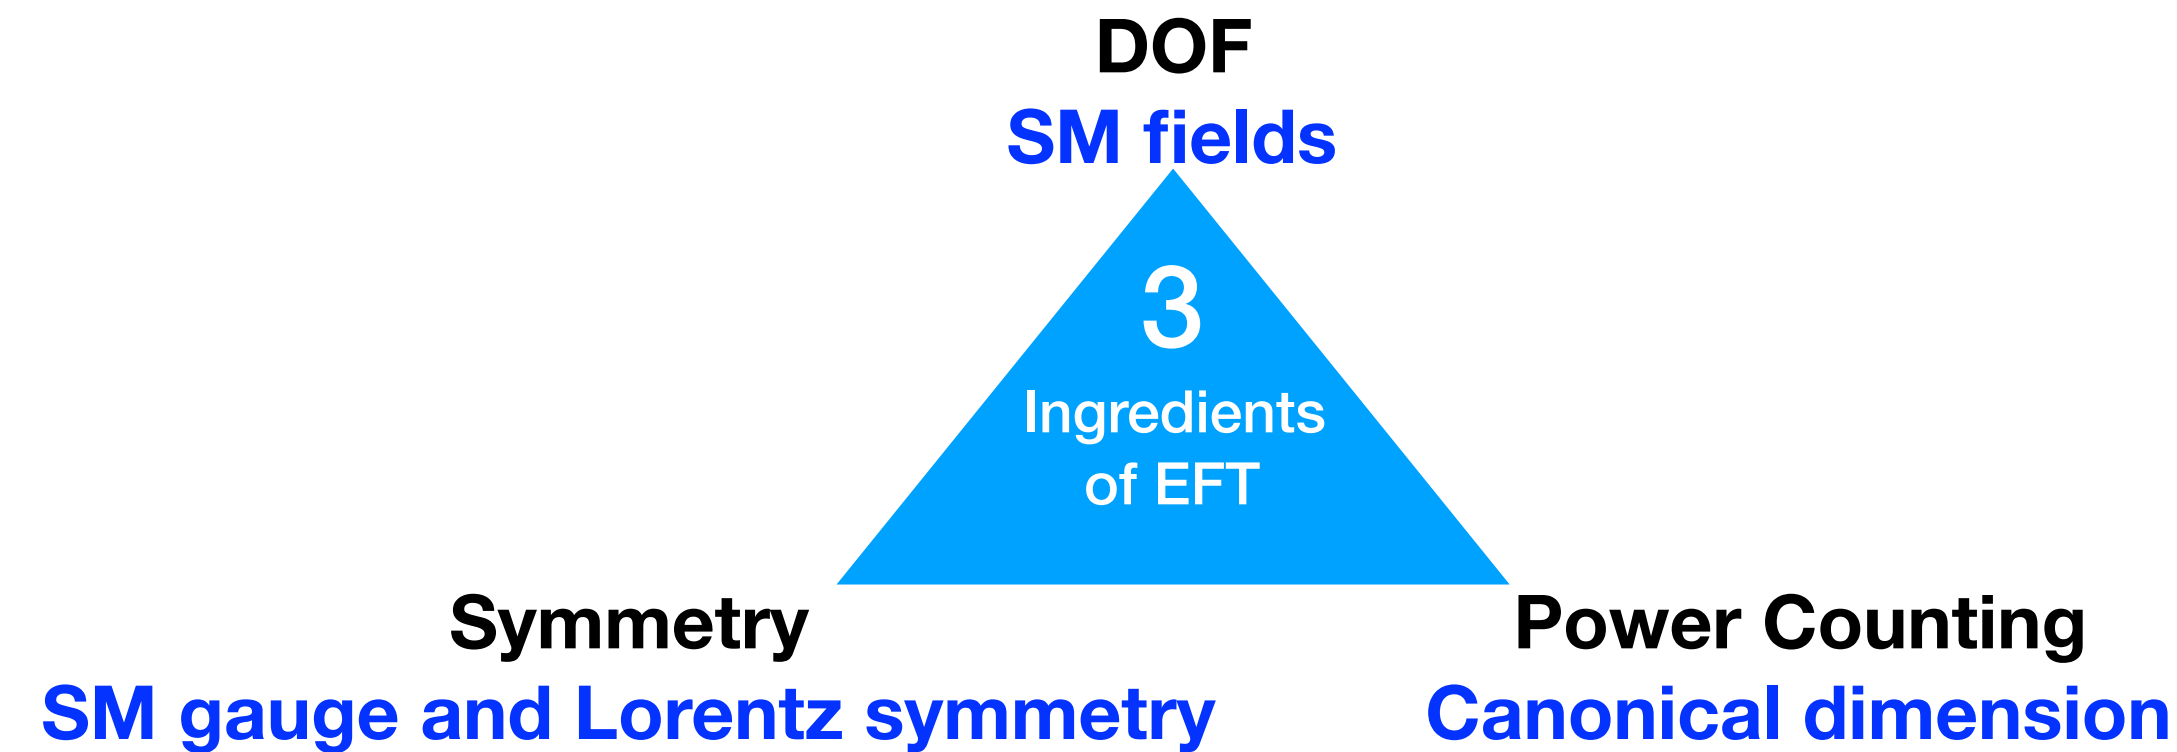 DOF
SM fields
3
Ingredients
of EFT
Symmetry
SM gauge and Lorentz symmetry
Power Counting
Canonical dimension